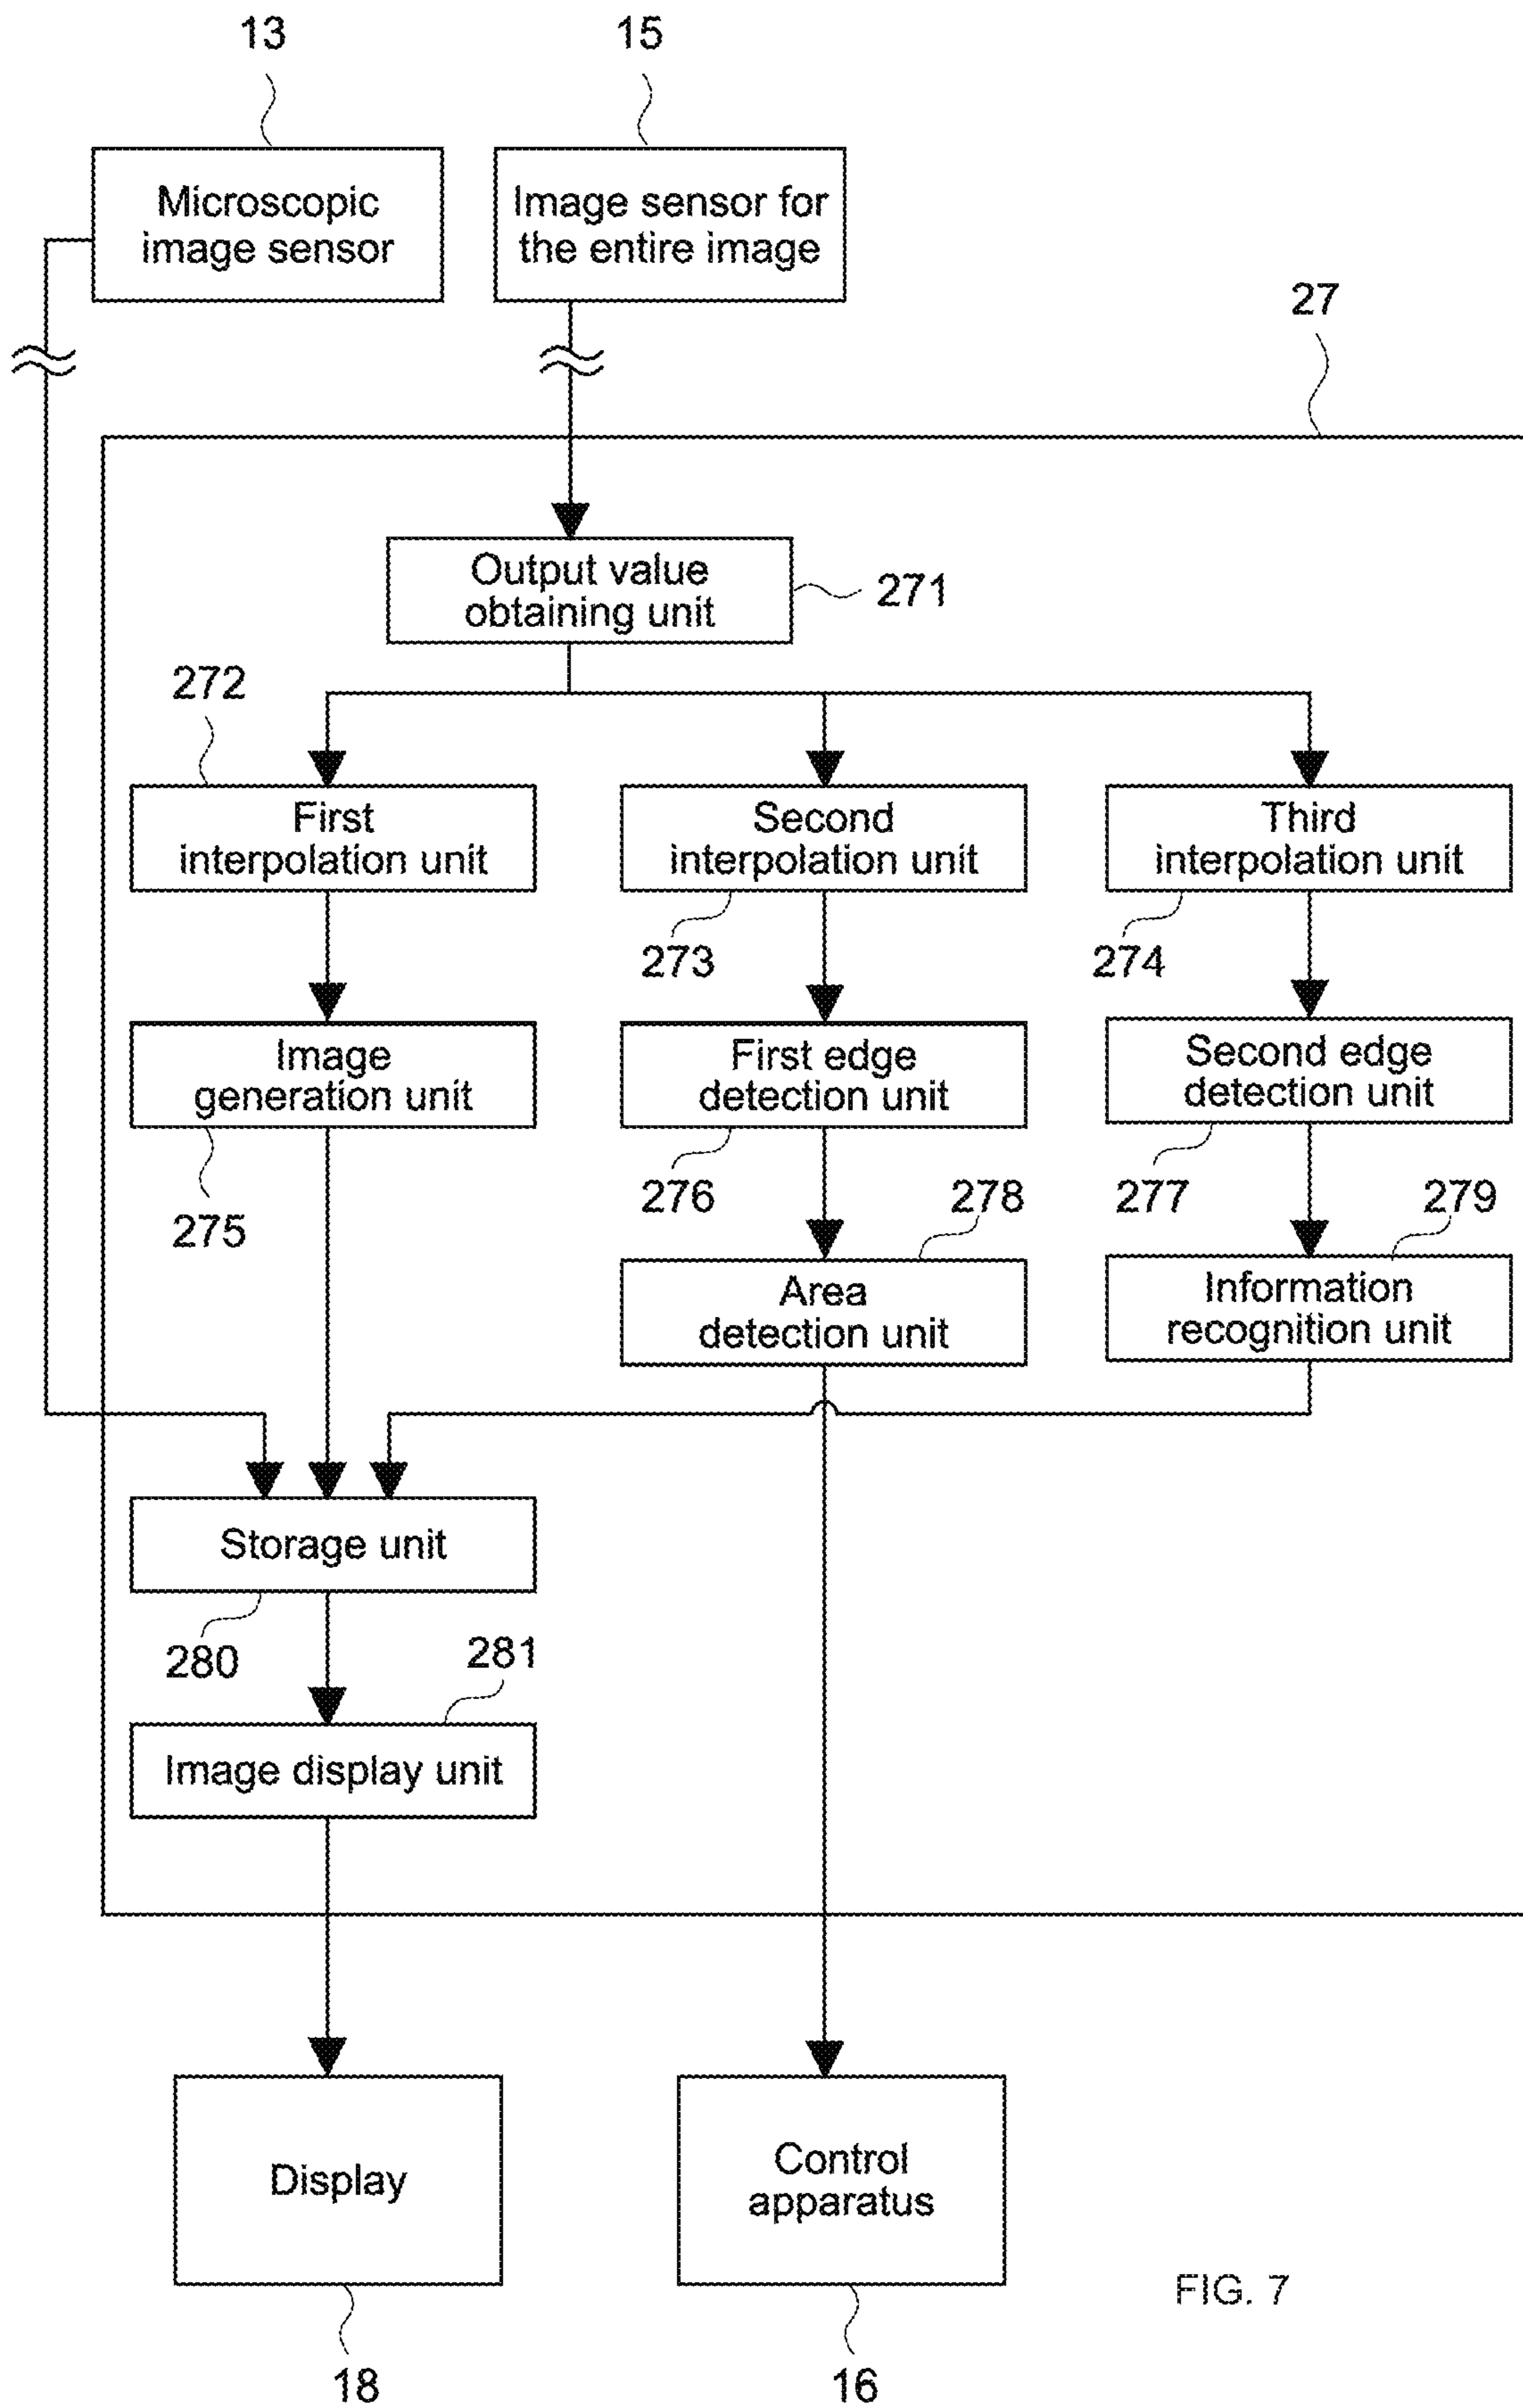 13
15
Microscopic
image sensor
Image sensor for
the entire image
27
Output value
obtaining unit
271
272
First
interpolation unit
Second
interpolation unit
Third
interpolation unit
273
274
Image
generation unit
First edge
detection unit
Second edge
detection unit
275
276
278
277
279
Area
detection unit
Information
recognition unit
Storage unit
280
281
Image display unit
Display
Control
apparatus
18
16
FIG. 7